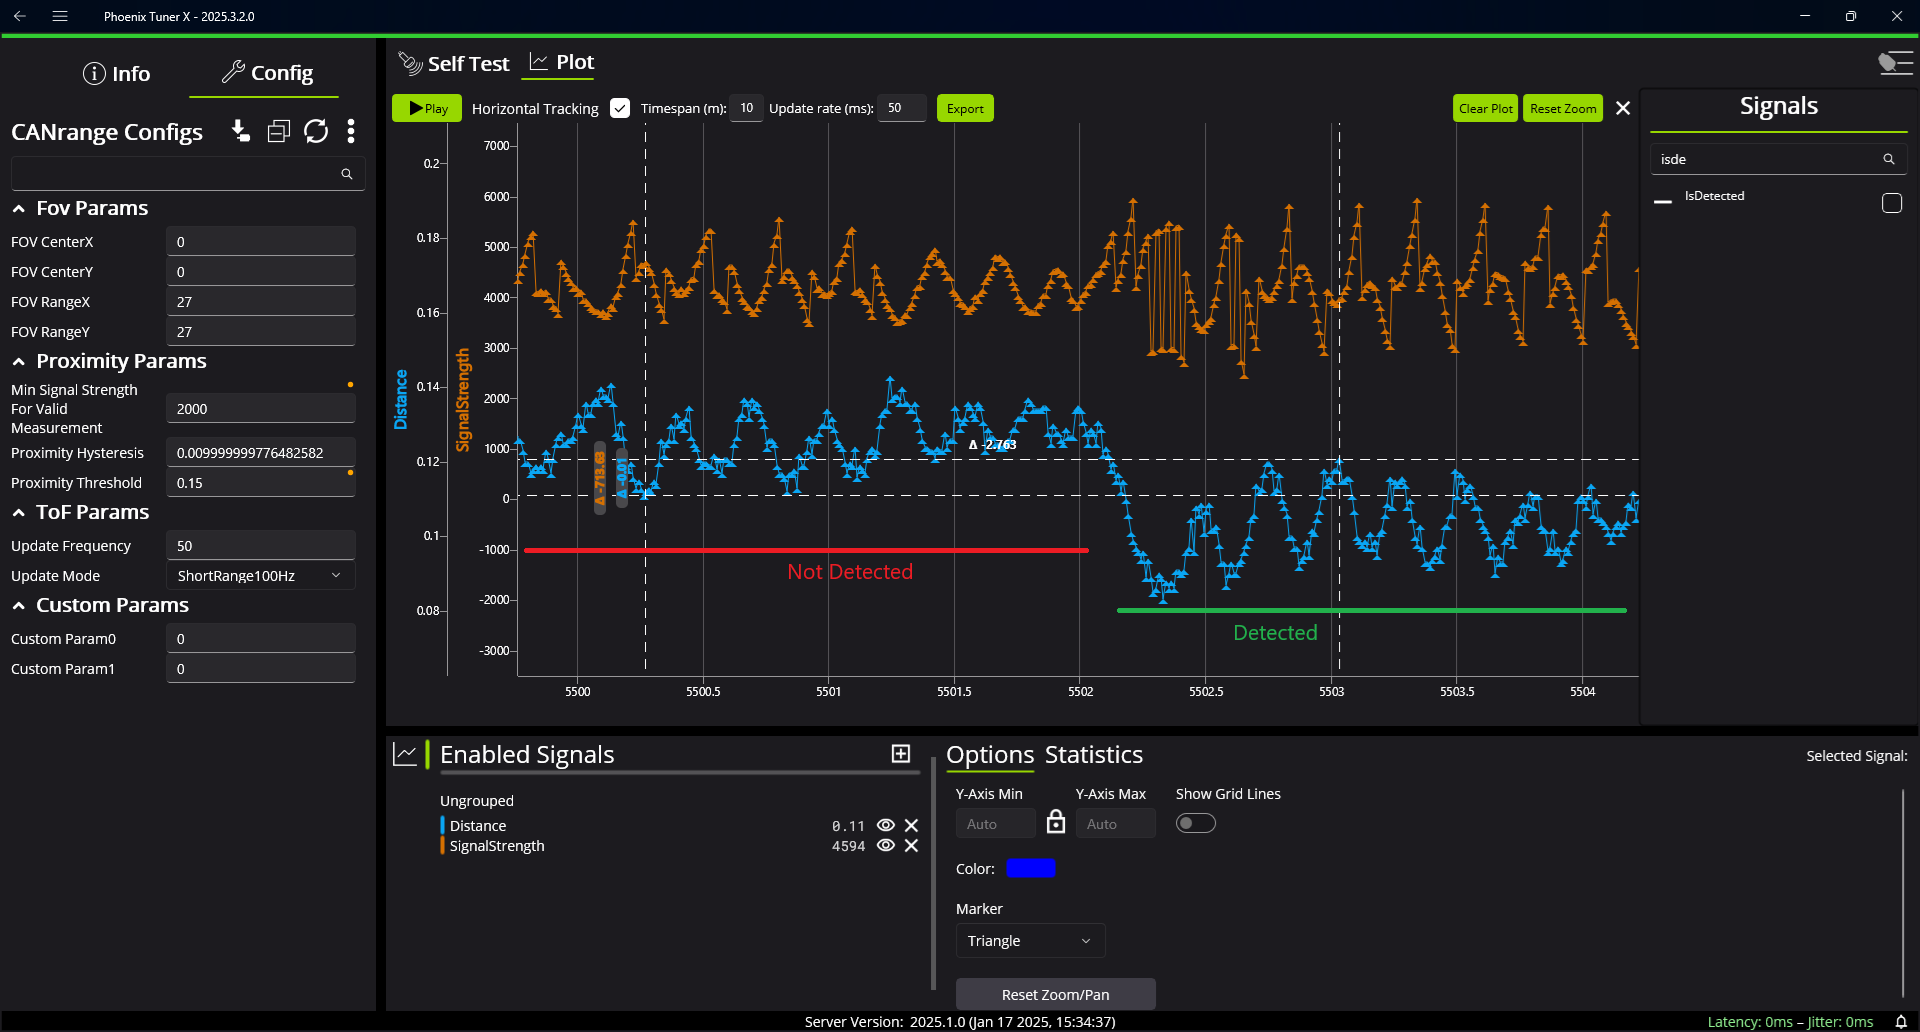 Phoenix Tuner X - 2025.3.2.0
Info
Config
CANrange Configs
Fov Params
FOV CenterX 0
FOV CenterY 0
FOV RangeX 27
FOV RangeY 27
Proximity Params
Min Signal Strength
For Valid 2000
Measurement
Proximity Hysteresis 0.009999999776482582
Proximity Threshold 0.15
ToF Params
Update Frequency 50
Update Mode ShortRange100Hz
Custom Params
Custom Param0 0
Custom Param1 0
Self Test Plot
Play Horizontal Tracking Timespan (m): 10 Update rate (ms): 50 Export Clear Plot Reset Zoom
Distance
0.2
0.18
0.16
0.14
0.12
0.1
0.08
SignalStrength
7000
6000
5000
4000
3000
2000
1000
0
-1000
-2000
-3000
Δ -713.63
Δ -0.01
Δ -2.763
Not Detected
Detected
5500 5500.5 5501 5501.5 5502 5502.5 5503 5503.5 5504
Signals
isde
IsDetected
Enabled Signals
Ungrouped
Distance 0.11
SignalStrength 4594
Options Statistics
Selected Signal:
Y-Axis Min Y-Axis Max Show Grid Lines
Auto Auto
Color:
Marker
Triangle
Reset Zoom/Pan
Server Version: 2025.1.0 (Jan 17 2025, 15:34:37)
Latency: 0ms – Jitter: 0ms